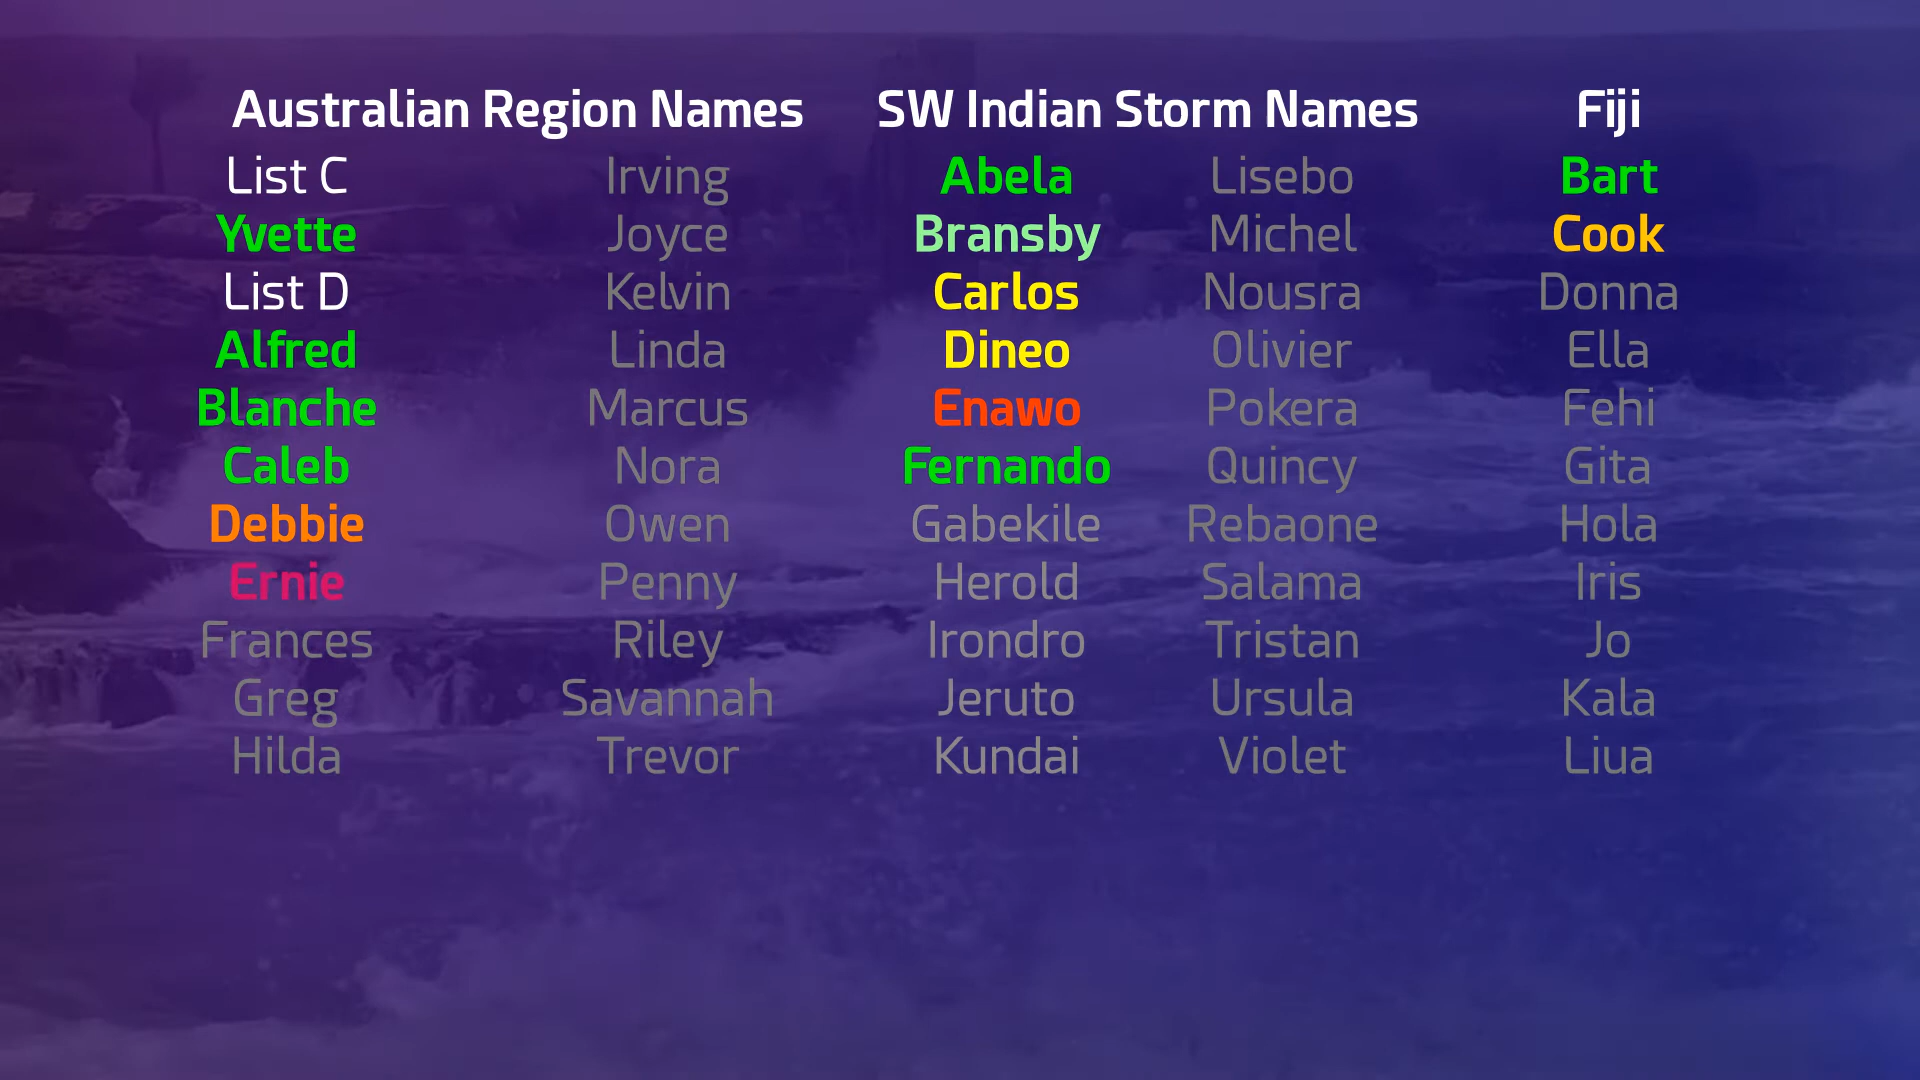 Australian Region Names
List C
Yvette
List D
Alfred
Blanche
Caleb
Debbie
Ernie
Frances
Greg
Hilda
Irving
Joyce
Kelvin
Linda
Marcus
Nora
Owen
Penny
Riley
Savannah
Trevor
SW Indian Storm Names
Abela
Bransby
Carlos
Dineo
Enawo
Fernando
Gabekile
Herold
Irondro
Jeruto
Kundai
Lisebo
Michel
Nousra
Olivier
Pokera
Quincy
Rebaone
Salama
Tristan
Ursula
Violet
Fiji
Bart
Cook
Donna
Ella
Fehi
Gita
Hola
Iris
Jo
Kala
Liua